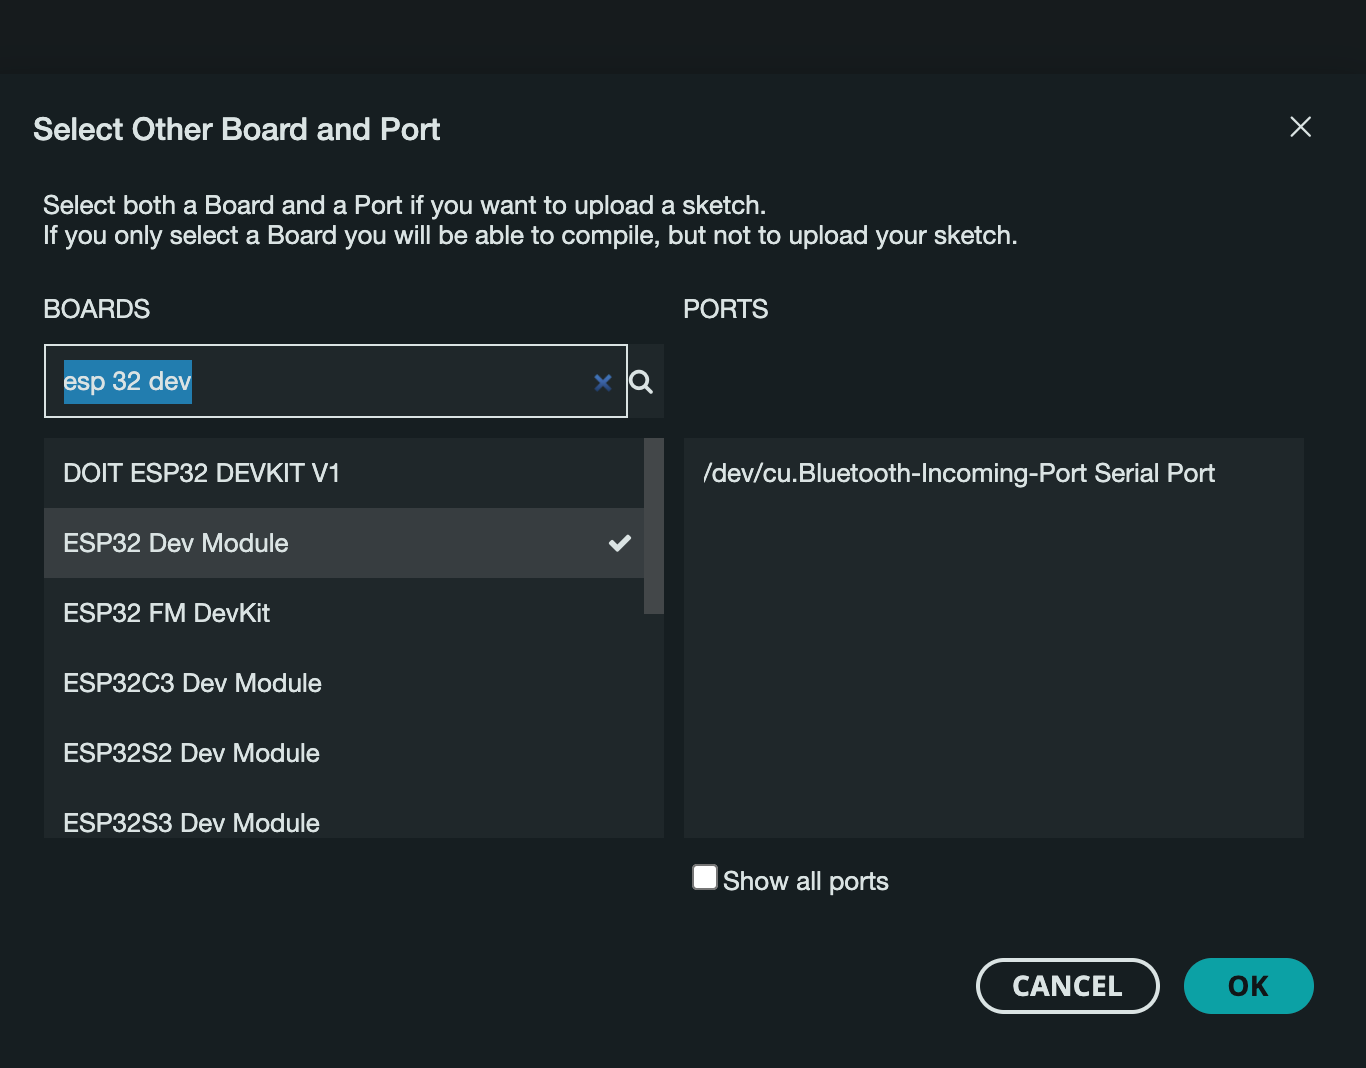 Select Other Board and Port
Select both a Board and a Port if you want to upload a sketch.
If you only select a Board you will be able to compile, but not to upload your sketch.
BOARDS
PORTS
esp 32 dev
DOIT ESP32 DEVKIT V1
ESP32 Dev Module
ESP32 FM DevKit
ESP32C3 Dev Module
ESP32S2 Dev Module
ESP32S3 Dev Module
/dev/cu.Bluetooth-Incoming-Port Serial Port
Show all ports
CANCEL
OK